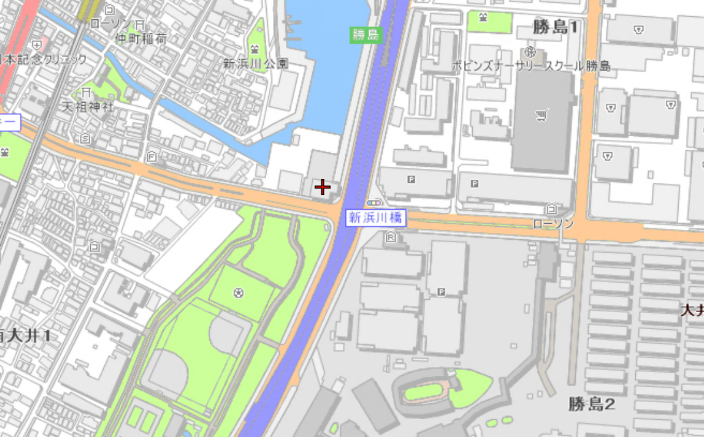 ローソン
仲町稲荷
本記念クリニック
新浜川公園
勝島
勝島1
ポピンズナーサリースクール勝島
天祖神社
新浜川橋
ローソン
南大井1
大井
勝島2